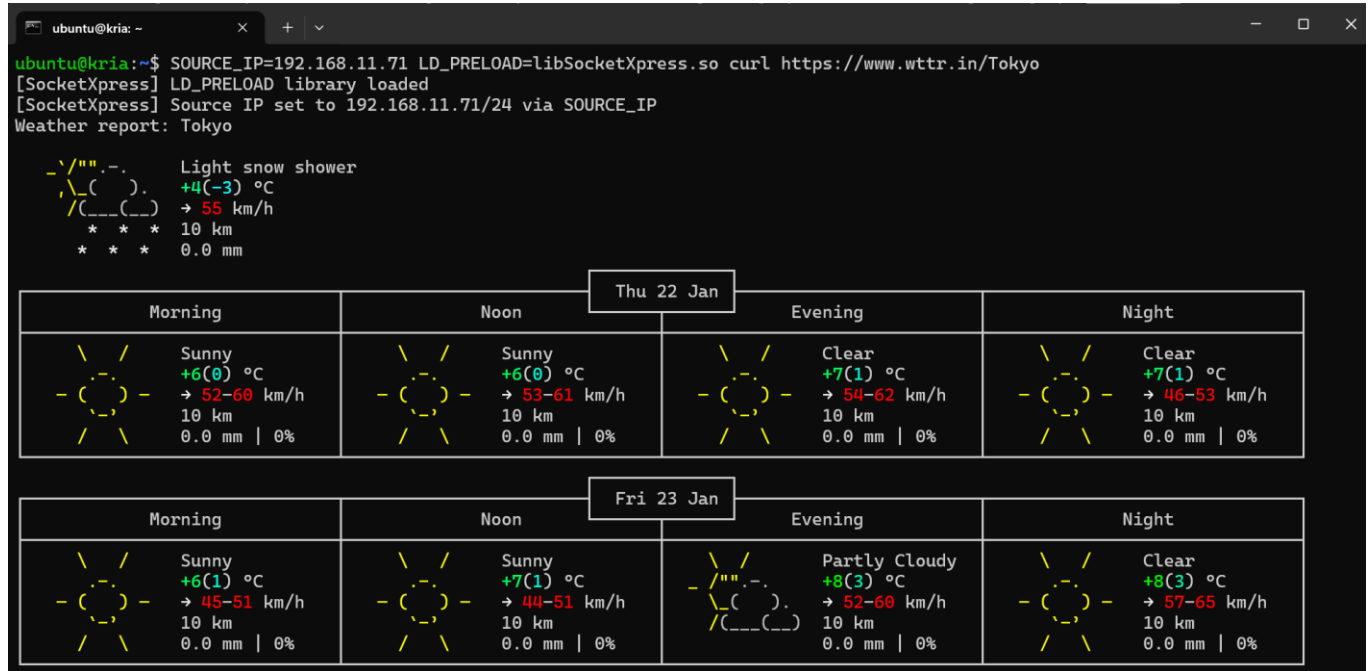 ubuntu@kria: ~
ubuntu@kria:~$ SOURCE_IP=192.168.11.71 LD_PRELOAD=libSocketXpress.so curl https://www.wttr.in/Tokyo
[SocketXpress] LD_PRELOAD library loaded
[SocketXpress] Source IP set to 192.168.11.71/24 via SOURCE_IP
Weather report: Tokyo
Light snow shower
+4(-3) °C
→ 55 km/h
10 km
0.0 mm
Thu 22 Jan
Morning Noon Evening Night
Sunny Sunny Clear Clear
+6(0) °C +6(0) °C +7(1) °C +7(1) °C
→ 52-60 km/h → 53-61 km/h → 54-62 km/h → 46-53 km/h
10 km 10 km 10 km 10 km
0.0 mm | 0% 0.0 mm | 0% 0.0 mm | 0% 0.0 mm | 0%
Fri 23 Jan
Morning Noon Evening Night
Sunny Sunny Partly Cloudy Clear
+6(1) °C +7(1) °C +8(3) °C +8(3) °C
→ 45-51 km/h → 44-51 km/h → 52-60 km/h → 57-65 km/h
10 km 10 km 10 km 10 km
0.0 mm | 0% 0.0 mm | 0% 0.0 mm | 0% 0.0 mm | 0%